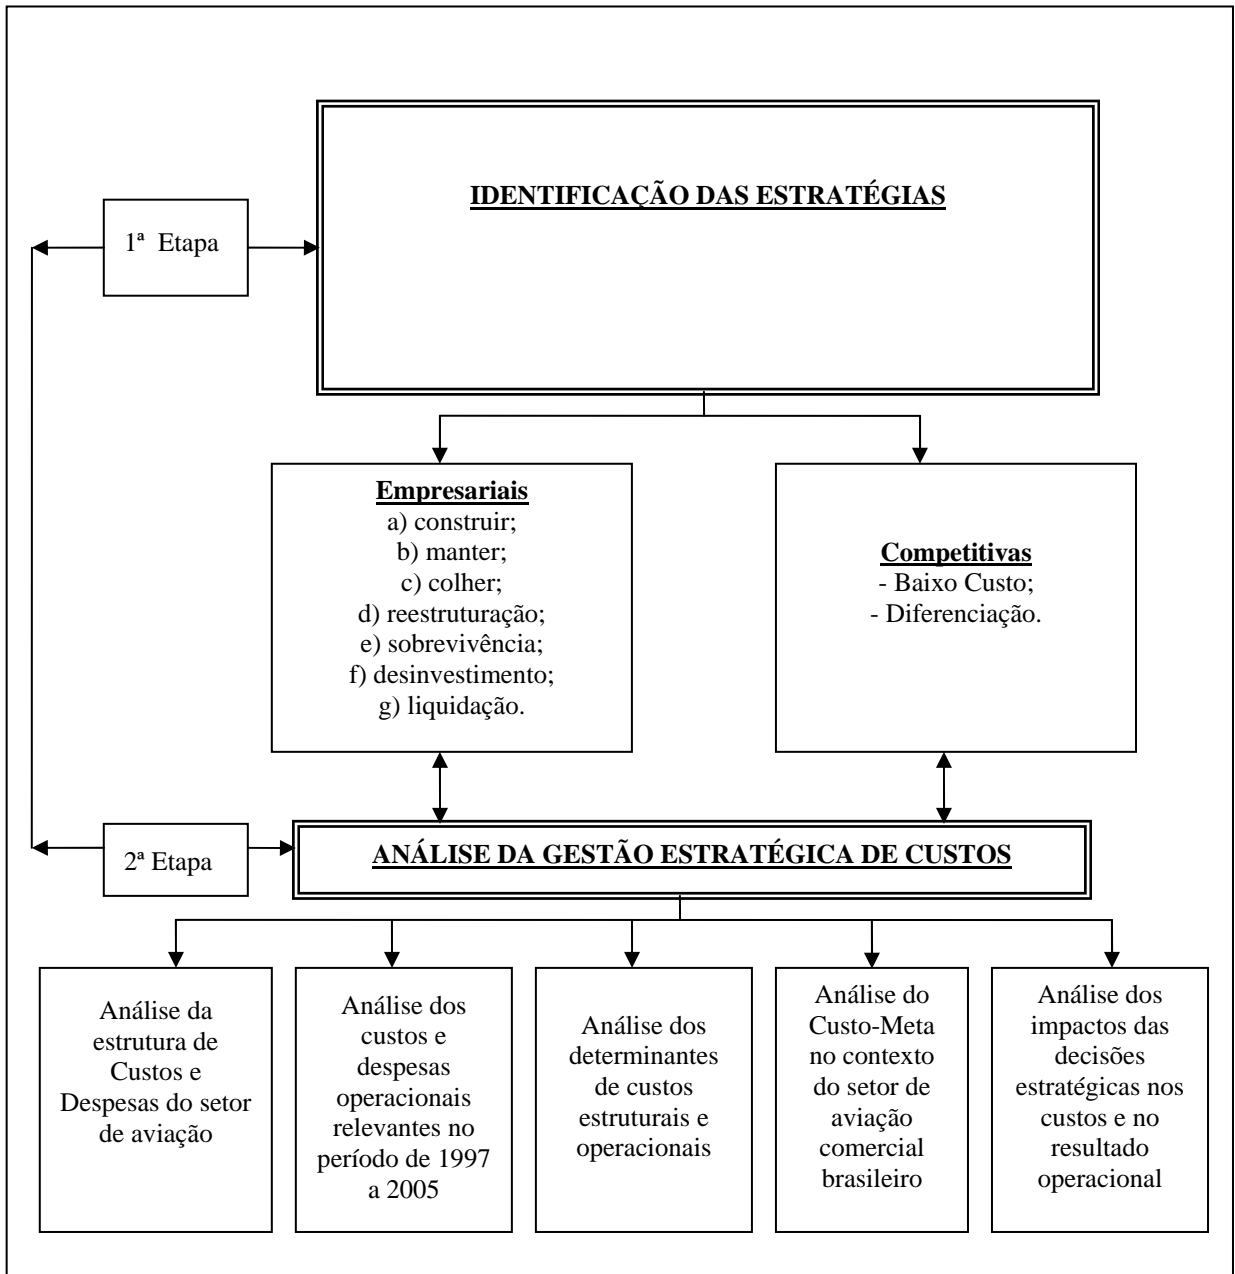 IDENTIFICAÇÃO DAS ESTRATÉGIAS
1ª Etapa
Empresariais
a) construir;
b) manter;
c) colher;
d) reestruturação;
e) sobrevivência;
f) desinvestimento;
g) liquidação.
Competitivas
- Baixo Custo;
- Diferenciação.
2ª Etapa
ANÁLISE DA GESTÃO ESTRATÉGICA DE CUSTOS
Análise da
estrutura de
Custos e
Despesas do setor
de aviação
Análise dos
custos e
despesas
operacionais
relevantes no
período de 1997
a 2005
Análise dos
determinantes
de custos
estruturais e
operacionais
Análise do
Custo-Meta
no contexto
do setor de
aviação
comercial
brasileiro
Análise dos
impactos das
decisões
estratégicas nos
custos e no
resultado
operacional